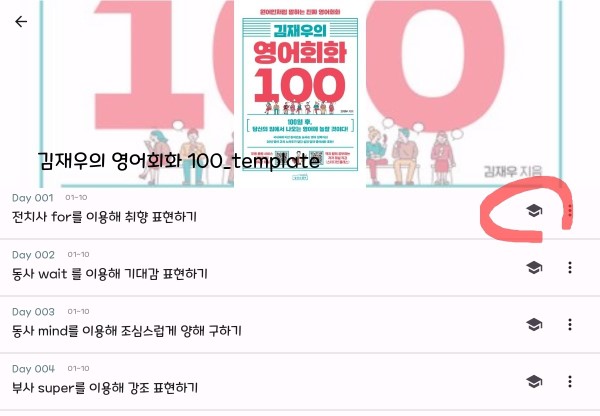 원어민처럼 말하는 진짜 영어회화
김재우의
영어회화
100
100일 후,
당신의 입에서 나오는 영어에 놀랄 것이다!
김재우의 영어회화 100_template
김재우 지음
Day 001 01-10
전치사 for를 이용해 취향 표현하기
Day 002 01-10
동사 wait 를 이용해 기대감 표현하기
Day 003 01-10
동사 mind를 이용해 조심스럽게 양해 구하기
Day 004 01-10
부사 super를 이용해 강조 표현하기